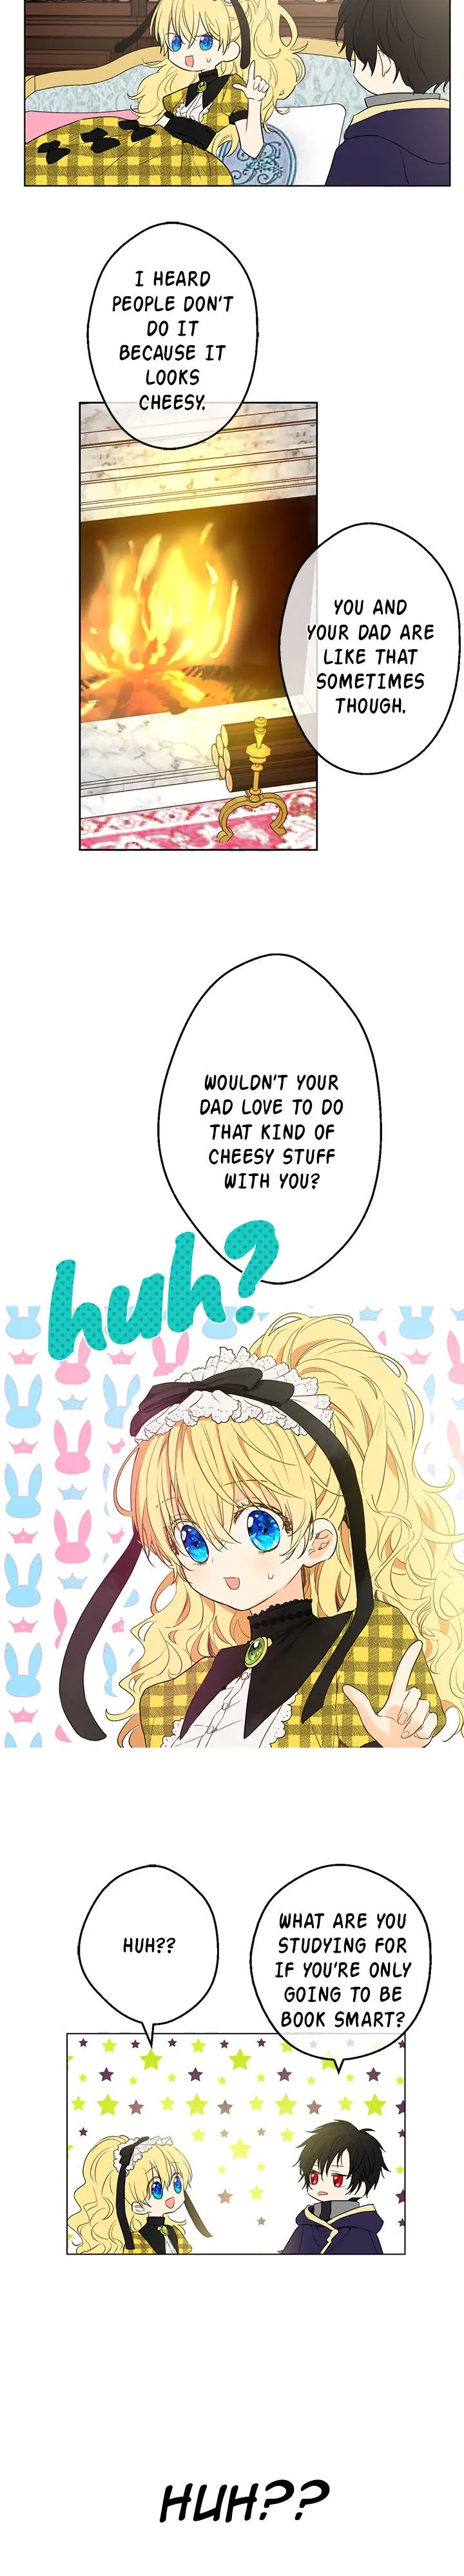 I HEARD
PEOPLE DON'T
DO IT
BECAUSE IT
LOOKS
CHEESY.
YOU AND
YOUR DAD ARE
LIKE THAT
SOMETIMES
THOUGH.
WOULDN'T YOUR
DAD LOVE TO DO
THAT KIND OF
CHEESY STUFF
WITH YOU?
huh?
HUH??
WHAT ARE YOU
STUDYING FOR
IF YOU'RE ONLY
GOING TO BE
BOOK SMART?
HUH??